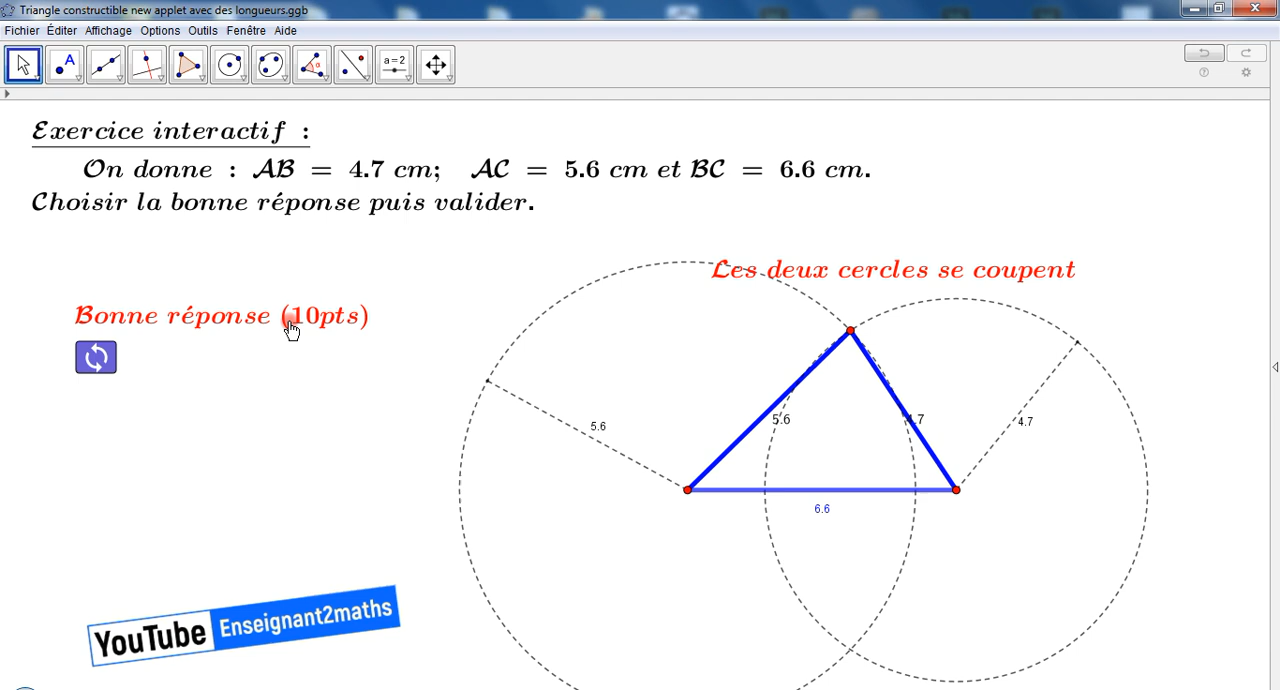 Triangle constructible new applet avec des longueurs.ggb
Fichier Éditer Affichage Options Outils Fenêtre Aide
A
a=2
Exercice interactif :
On donne : AB = 4.7 cm; AC = 5.6 cm et BC = 6.6 cm.
Choisir la bonne réponse puis valider.
Les deux cercles se coupent
Bonne réponse (10pts)
5.6
4.7
5.6
4.7
6.6
YouTube Enseignant2maths